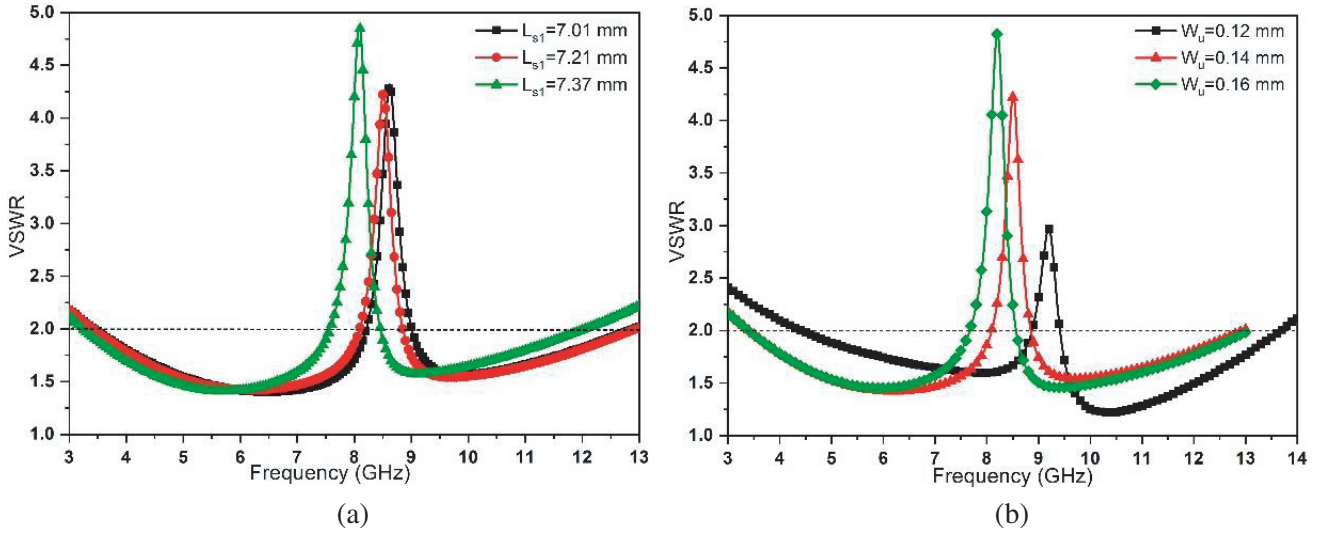 5.0
4.5
4.0
3.5
3.0
2.5
2.0
1.5
1.0
VSWR
L_s1=7.01 mm
L_s1=7.21 mm
L_s1=7.37 mm
3 4 5 6 7 8 9 10 11 12 13
Frequency (GHz)
(a)
5.0
4.5
4.0
3.5
3.0
2.5
2.0
1.5
1.0
VSWR
W_u=0.12 mm
W_u=0.14 mm
W_u=0.16 mm
3 4 5 6 7 8 9 10 11 12 13 14
Frequency (GHz)
(b)